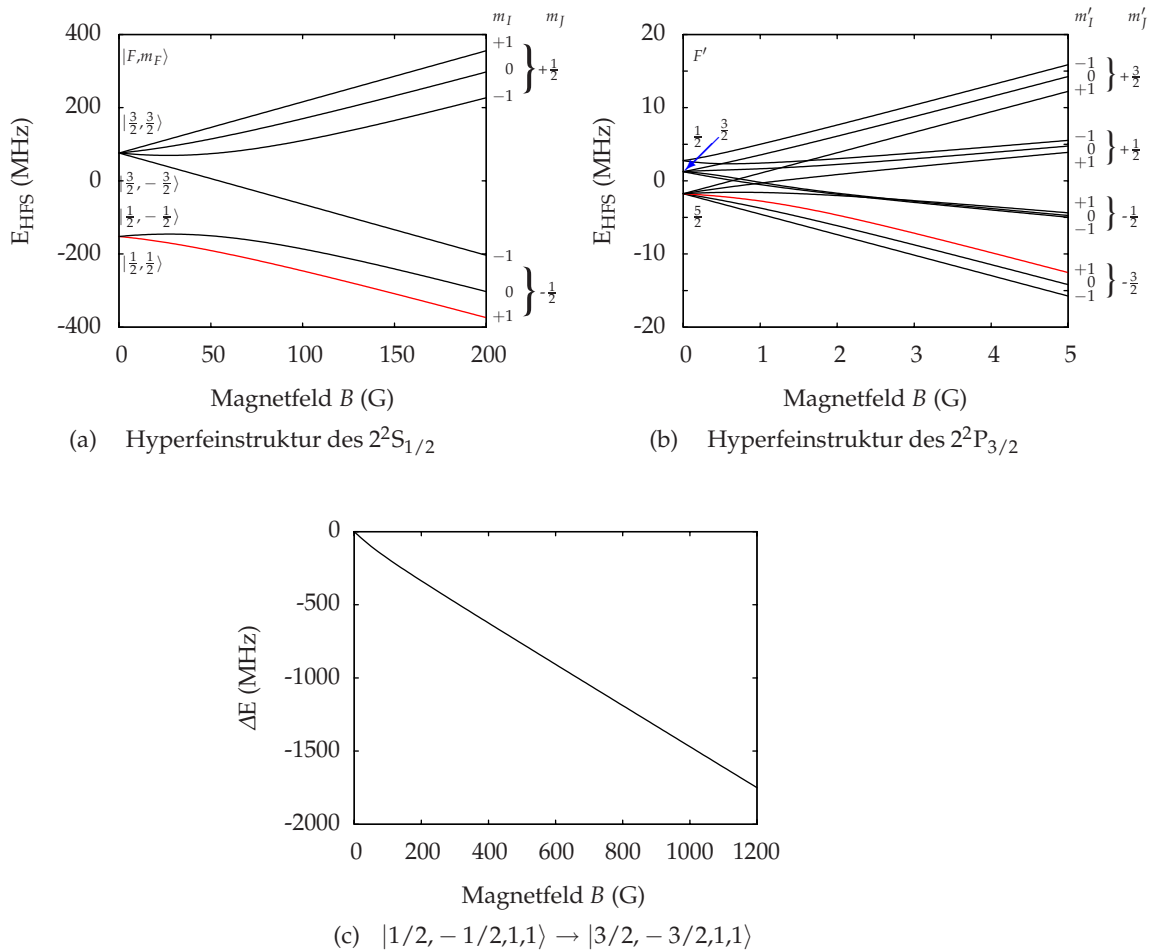 m_I m_J
400
200
0
-200
-400
E_HFS (MHz)
|F,m_F⟩
|3/2,3/2⟩
|3/2,−3/2⟩
|1/2,−1/2⟩
|1/2,1/2⟩
+1
0
−1
+1/2
−1
0
+1
-1/2
0 50 100 150 200
Magnetfeld B (G)
(a) Hyperfeinstruktur des 2²S₁/₂
m′_I m′_J
20
10
0
-10
-20
E_HFS (MHz)
F′
1/2 3/2
5/2
−1
0
+1
+3/2
−1
0
+1
+1/2
+1
0
−1
-1/2
+1
0
−1
-3/2
0 1 2 3 4 5
Magnetfeld B (G)
(b) Hyperfeinstruktur des 2²P₃/₂
0
-500
-1000
-1500
-2000
ΔE (MHz)
0 200 400 600 800 1000 1200
Magnetfeld B (G)
(c) |1/2,−1/2,1,1⟩ → |3/2,−3/2,1,1⟩